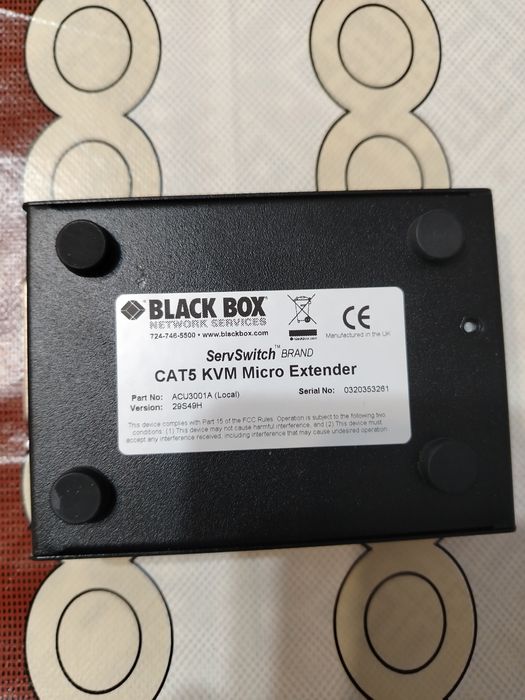 BLACK BOX
NETWORK SERVICES
724-746-5500 • www.blackbox.com
Manufactured in the UK
CE
ServSwitch™ BRAND
CAT5 KVM Micro Extender
Part No: ACU3001A (Local)
Serial No: 0320353261
Version: 29S49H
This device complies with Part 15 of the FCC Rules. Operation is subject to the following two
conditions: (1) This device may not cause harmful interference, and (2) This device must
accept any interference received, including interference that may cause undesired operation.